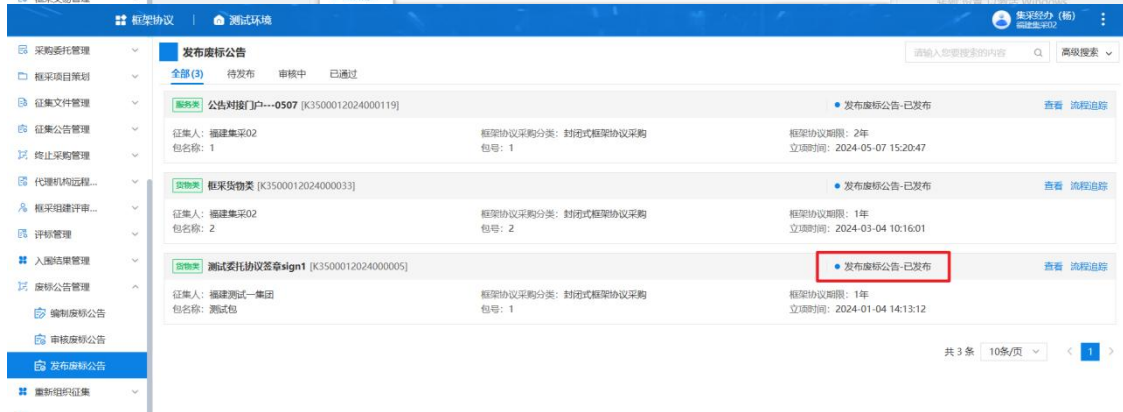 框架协议
测试环境
集采经办（杨）
福建集采02
采购委托管理
框采项目策划
征集文件管理
征集公告管理
终止采购管理
代理机构远程...
框采组建评审...
评标管理
入围结果管理
废标公告管理
编制废标公告
审核废标公告
发布废标公告
重新组织征集
发布废标公告
请输入您要搜索的内容
高级搜索
全部(3) 待发布 审核中 已通过
服务类 公告对接门户---0507 [K3500012024000119] 发布废标公告-已发布 查看 流程追踪
征集人：福建集采02 框架协议采购分类：封闭式框架协议采购 框架协议期限：2年
包名称：1 包号：1 立项时间：2024-05-07 15:20:47
货物类 框采货物类 [K3500012024000033] 发布废标公告-已发布 查看 流程追踪
征集人：福建集采02 框架协议采购分类：封闭式框架协议采购 框架协议期限：1年
包名称：2 包号：2 立项时间：2024-03-04 10:16:01
货物类 测试委托协议签章sign1 [K3500012024000005] 发布废标公告-已发布 查看 流程追踪
征集人：福建测试一集团 框架协议采购分类：封闭式框架协议采购 框架协议期限：1年
包名称：测试包 包号：1 立项时间：2024-01-04 14:13:12
共 3 条 10条/页 < 1 >